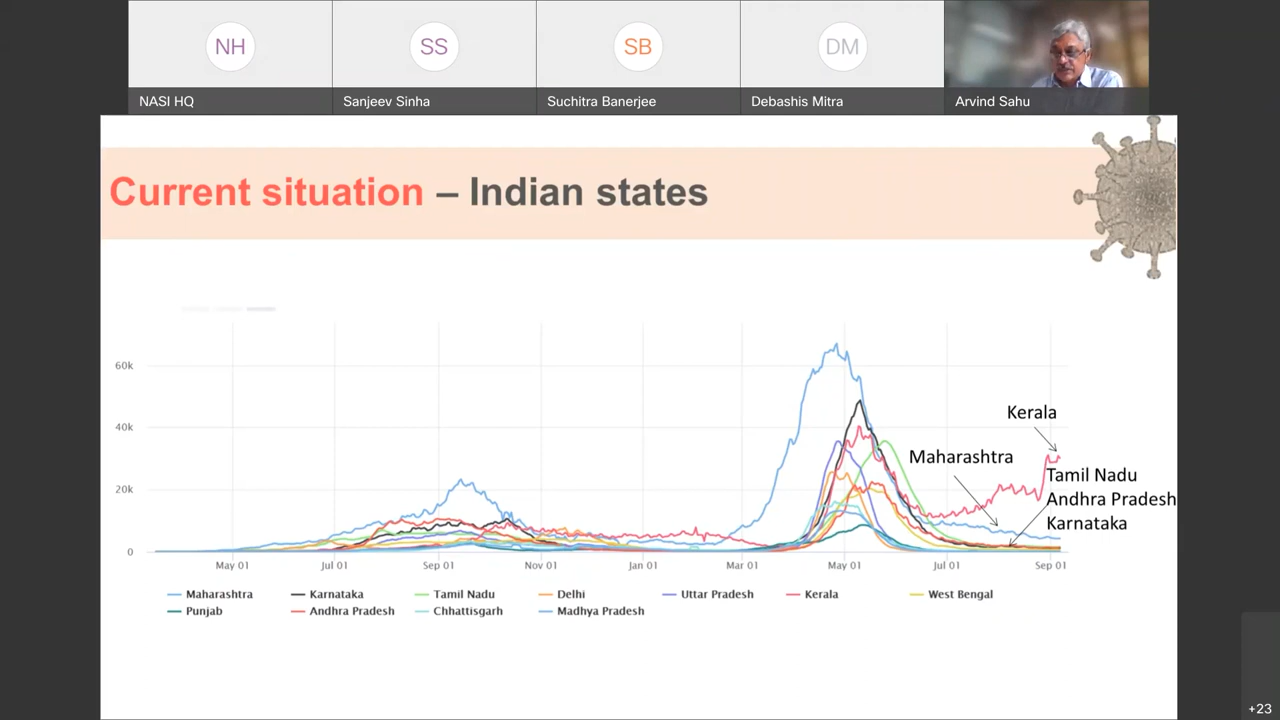 NH
SS
SB
DM
NASI HQ
Sanjeev Sinha
Suchitra Banerjee
Debashis Mitra
Arvind Sahu
Current situation – Indian states
60k
40k
20k
0
Kerala
Maharashtra
Tamil Nadu
Andhra Pradesh
Karnataka
May 01 Jul 01 Sep 01 Nov 01 Jan 01 Mar 01 May 01 Jul 01 Sep 01
Maharashtra Karnataka Tamil Nadu Delhi Uttar Pradesh Kerala West Bengal
Punjab Andhra Pradesh Chhattisgarh Madhya Pradesh
+23